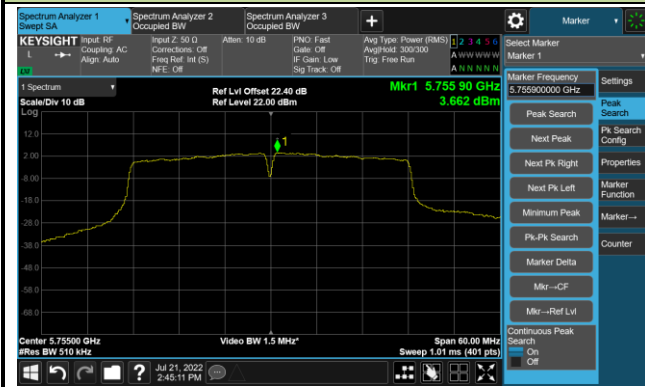 Spectrum Analyzer 1
Swept SA
Spectrum Analyzer 2
Occupied BW
Spectrum Analyzer 3
Occupied BW
Marker
KEYSIGHT
L
LW
Input: RF
Coupling: AC
Align: Auto
Input Z: 50 Ω
Corrections: Off
Freq Ref: Int (S)
NFE: Off
Atten: 10 dB
PNO: Fast
Gate: Off
IF Gain: Low
Sig Track: Off
Avg Type: Power (RMS)
Avg|Hold: 300/300
Trig: Free Run
1 2 3 4 5 6
A W W W W W
A N N N N N
Select Marker
Marker 1
1 Spectrum
Scale/Div 10 dB
Log
Ref Lvl Offset 22.40 dB
Ref Level 22.00 dBm
Mkr1 5.755 90 GHz
3.662 dBm
12.0
2.00
-8.00
-18.0
-28.0
-38.0
-48.0
-58.0
-68.0
1
Center 5.75500 GHz
#Res BW 510 kHz
Video BW 1.5 MHz*
Span 60.00 MHz
Sweep 1.01 ms (401 pts)
Marker Frequency
5.755900000 GHz
Peak Search
Next Peak
Next Pk Right
Next Pk Left
Minimum Peak
Pk-Pk Search
Marker Delta
Mkr→CF
Mkr→Ref Lvl
Continuous Peak
Search
On
Off
Settings
Peak
Search
Pk Search
Config
Properties
Marker
Function
Marker→
Counter
Jul 21, 2022
2:45:11 PM